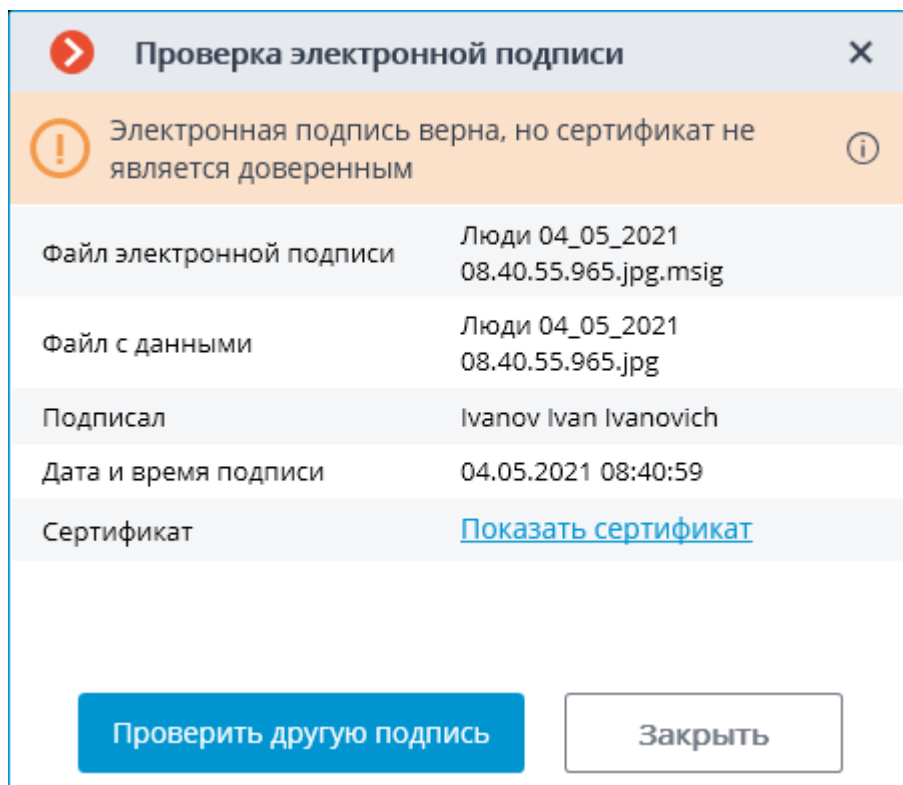 Проверка электронной подписи
Электронная подпись верна, но сертификат не
является доверенным
Файл электронной подписи
Люди 04_05_2021
08.40.55.965.jpg.msig
Файл с данными
Люди 04_05_2021
08.40.55.965.jpg
Подписал
Ivanov Ivan Ivanovich
Дата и время подписи
04.05.2021 08:40:59
Сертификат
Показать сертификат
Проверить другую подпись
Закрыть